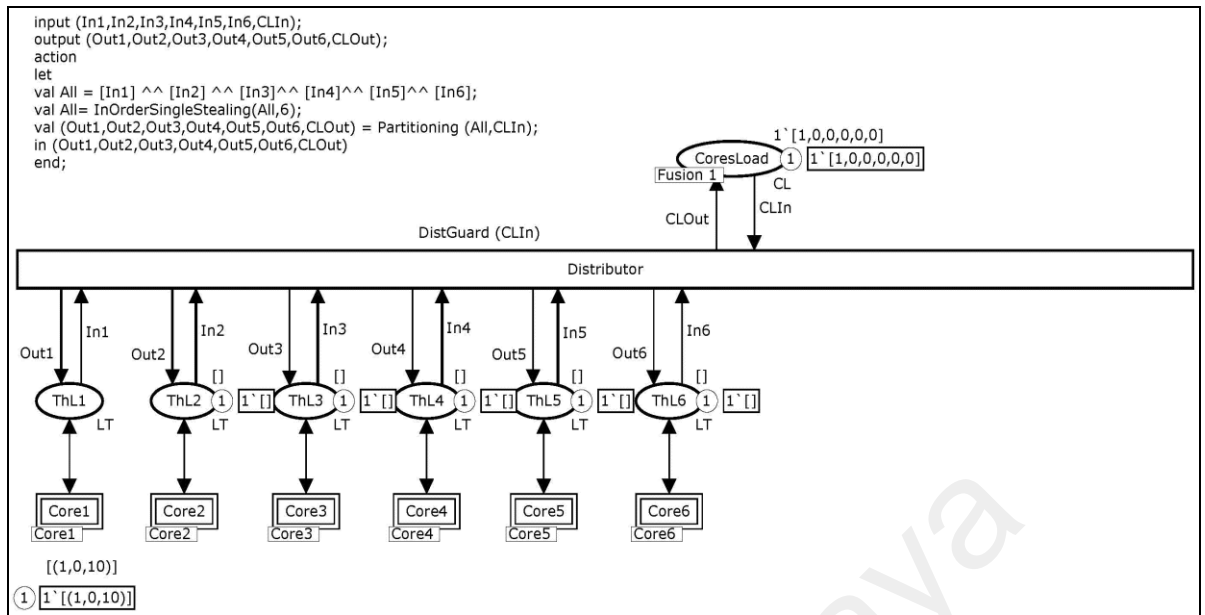 input (In1,In2,In3,In4,In5,In6,CLIn);
output (Out1,Out2,Out3,Out4,Out5,Out6,CLOut);
action
let
val All = [In1] ^^ [In2] ^^ [In3]^^ [In4]^^ [In5]^^ [In6];
val All= InOrderSingleStealing(All,6);
val (Out1,Out2,Out3,Out4,Out5,Out6,CLOut) = Partitioning (All,CLIn);
in (Out1,Out2,Out3,Out4,Out5,Out6,CLOut)
end;
1`[1,0,0,0,0,0]
CoresLoad 1 1`[1,0,0,0,0,0]
Fusion 1
CL
CLOut CLIn
DistGuard (CLIn)
Distributor
In1 In2 In3 In4 In5 In6
Out1 Out2 Out3 Out4 Out5 Out6
[] [] [] [] []
ThL1 ThL2 1 1`[] ThL3 1 1`[] ThL4 1 1`[] ThL5 1 1`[] ThL6 1 1`[]
LT LT LT LT LT LT
Core1 Core2 Core3 Core4 Core5 Core6
Core1 Core2 Core3 Core4 Core5 Core6
[(1,0,10)]
1 1`[(1,0,10)]
aya